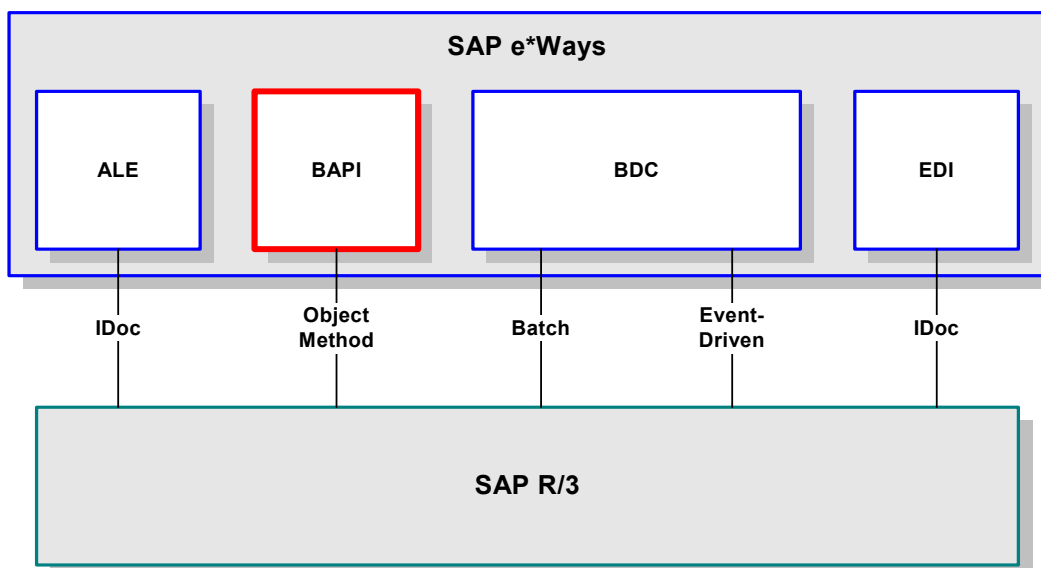 SAP e*Ways
ALE
BAPI
BDC
EDI
IDoc
Object
Method
Batch
Event-
Driven
IDoc
SAP R/3